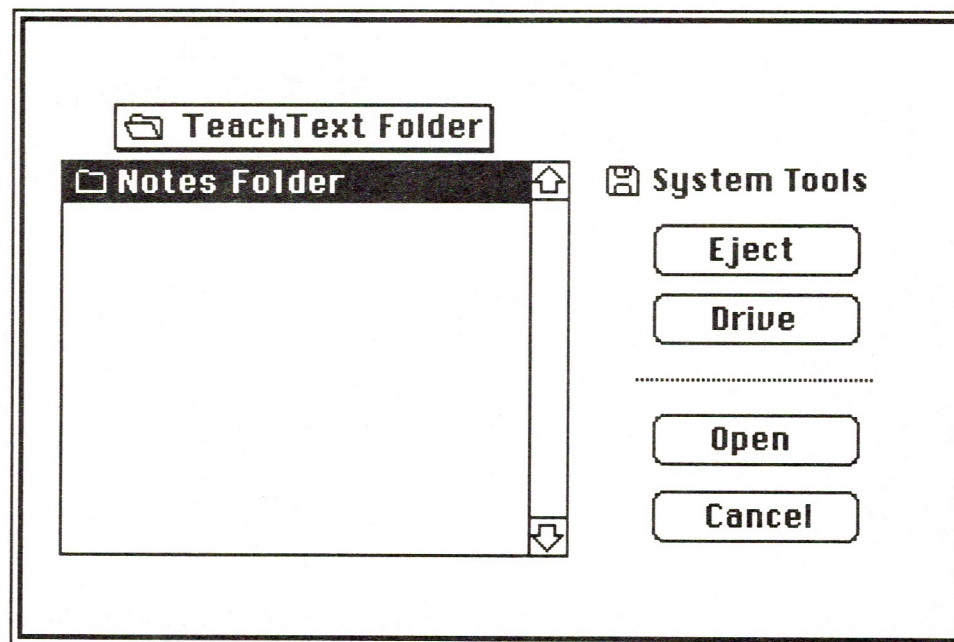 TeachText Folder
Notes Folder
System Tools
Eject
Drive
Open
Cancel